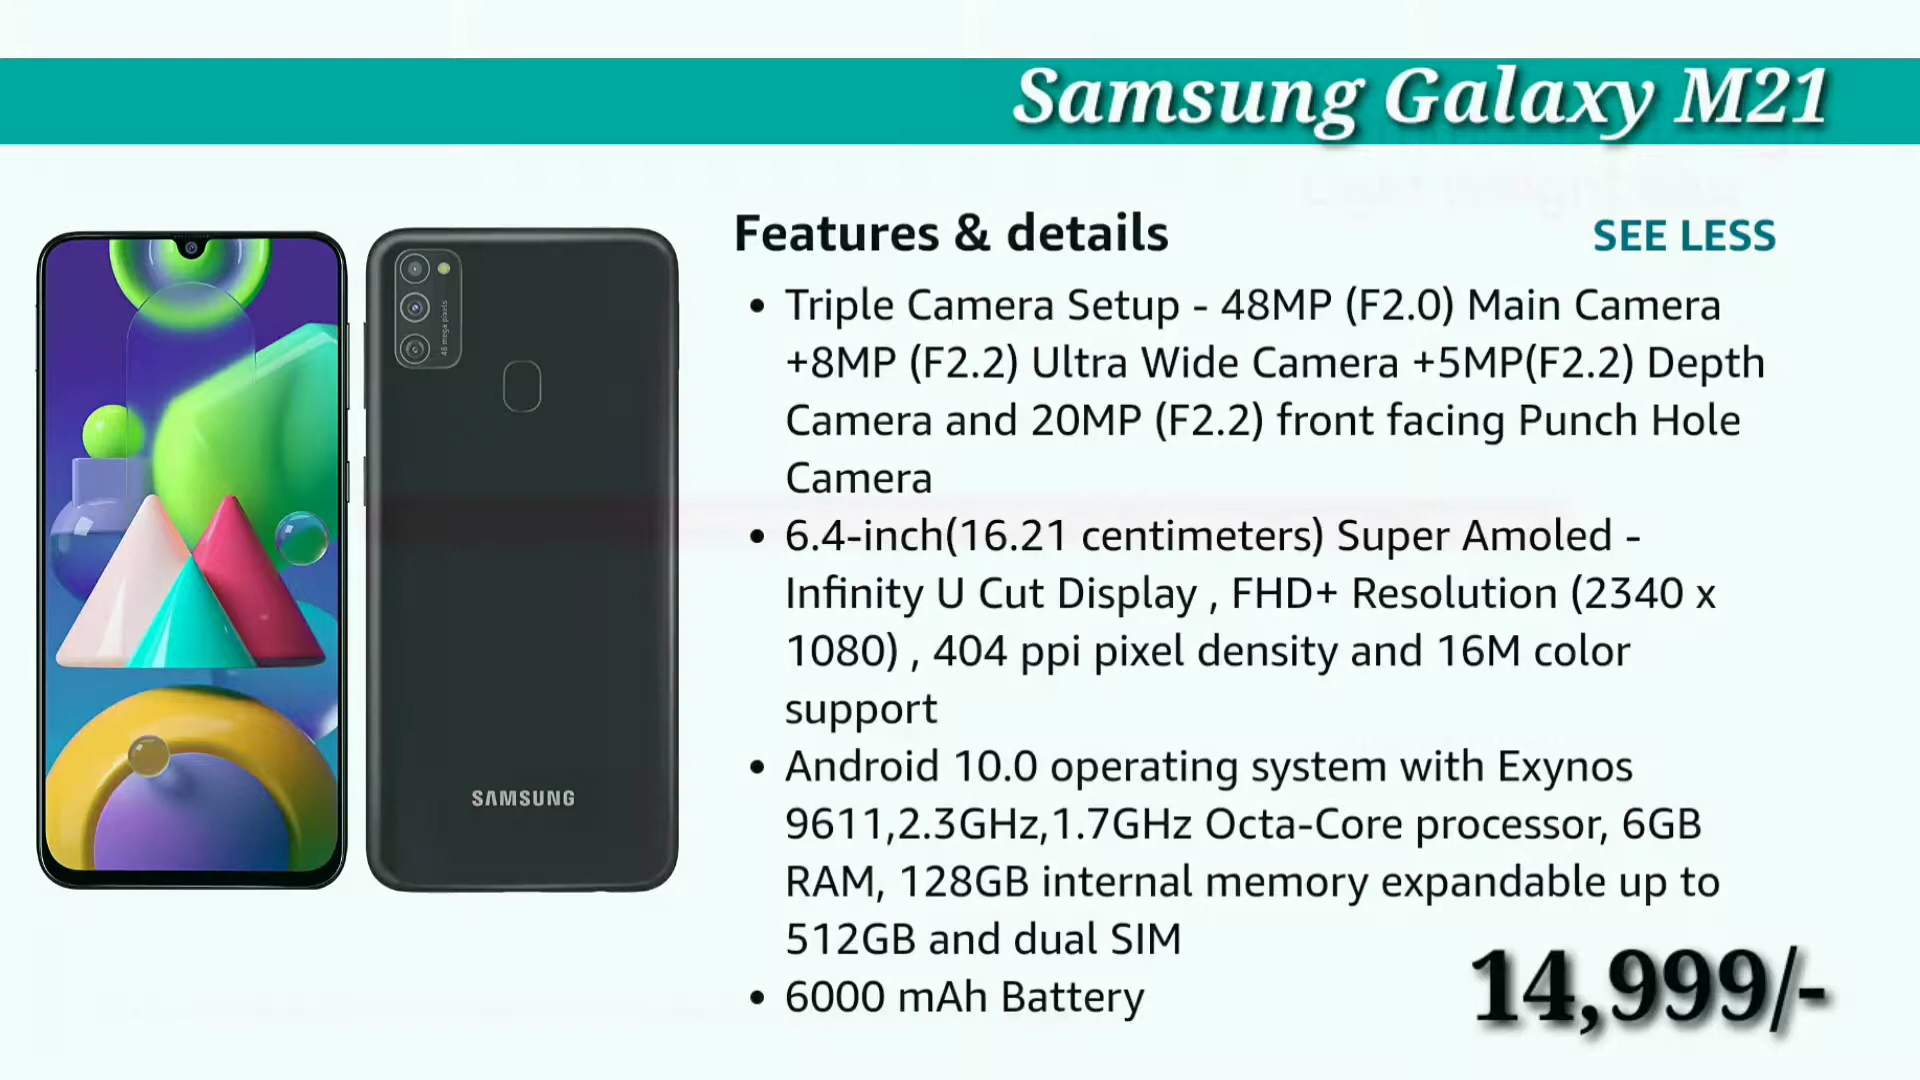 Samsung Galaxy M21
Features & details
SEE LESS
• Triple Camera Setup - 48MP (F2.0) Main Camera
+8MP (F2.2) Ultra Wide Camera +5MP(F2.2) Depth
Camera and 20MP (F2.2) front facing Punch Hole
Camera
• 6.4-inch(16.21 centimeters) Super Amoled -
Infinity U Cut Display , FHD+ Resolution (2340 x
1080) , 404 ppi pixel density and 16M color
support
• Android 10.0 operating system with Exynos
9611,2.3GHz,1.7GHz Octa-Core processor, 6GB
RAM, 128GB internal memory expandable up to
512GB and dual SIM
• 6000 mAh Battery
14,999/-
48 mega pixels
SAMSUNG